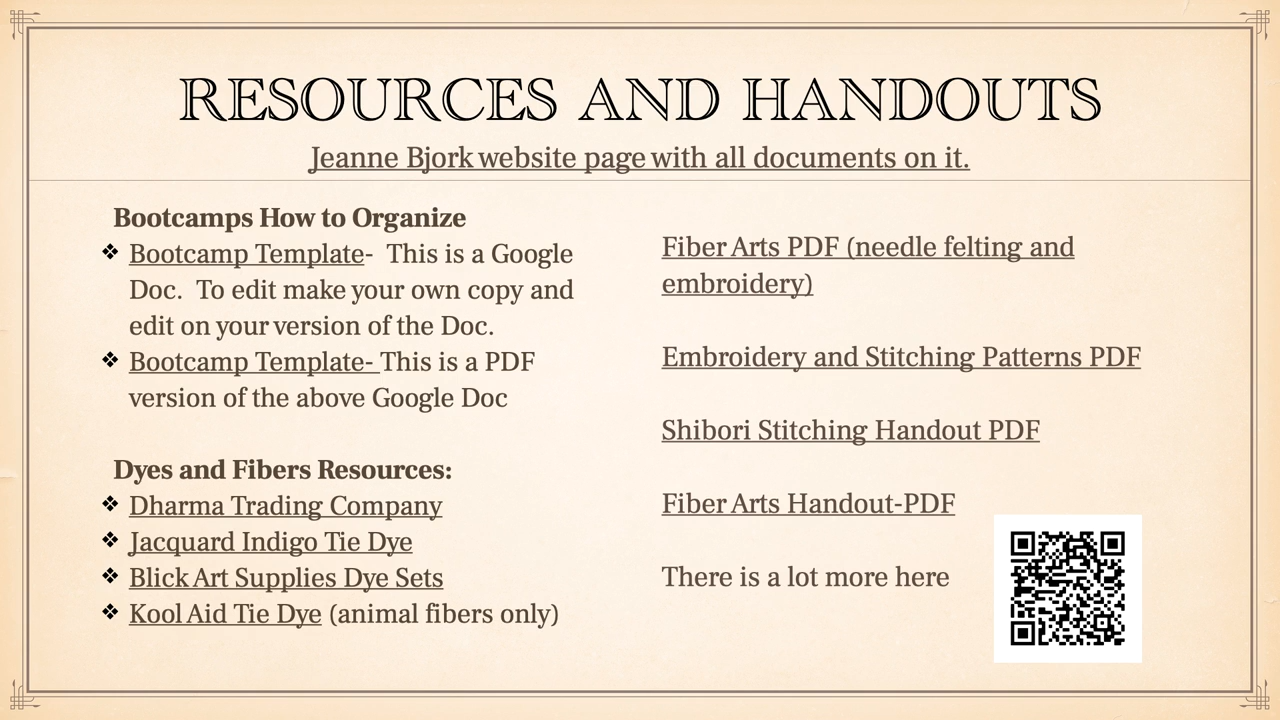 RESOURCES AND HANDOUTS
Jeanne Bjork website page with all documents on it.
Bootcamps How to Organize
❖ Bootcamp Template- This is a Google
Doc. To edit make your own copy and
edit on your version of the Doc.
❖ Bootcamp Template- This is a PDF
version of the above Google Doc
Dyes and Fibers Resources:
❖ Dharma Trading Company
❖ Jacquard Indigo Tie Dye
❖ Blick Art Supplies Dye Sets
❖ Kool Aid Tie Dye (animal fibers only)
Fiber Arts PDF (needle felting and
embroidery)
Embroidery and Stitching Patterns PDF
Shibori Stitching Handout PDF
Fiber Arts Handout-PDF
There is a lot more here